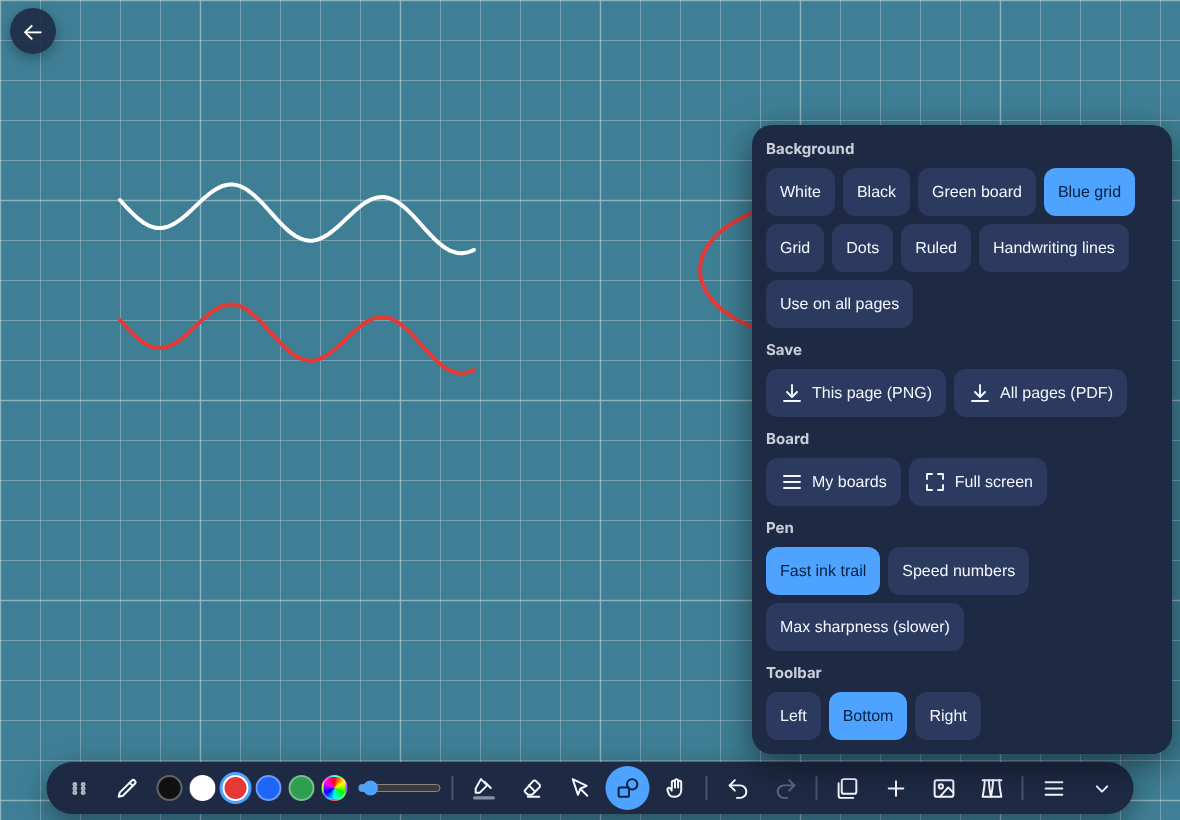 Background
White Black Green board Blue grid
Grid Dots Ruled Handwriting lines
Use on all pages
Save
This page (PNG) All pages (PDF)
Board
My boards Full screen
Pen
Fast ink trail Speed numbers
Max sharpness (slower)
Toolbar
Left Bottom Right